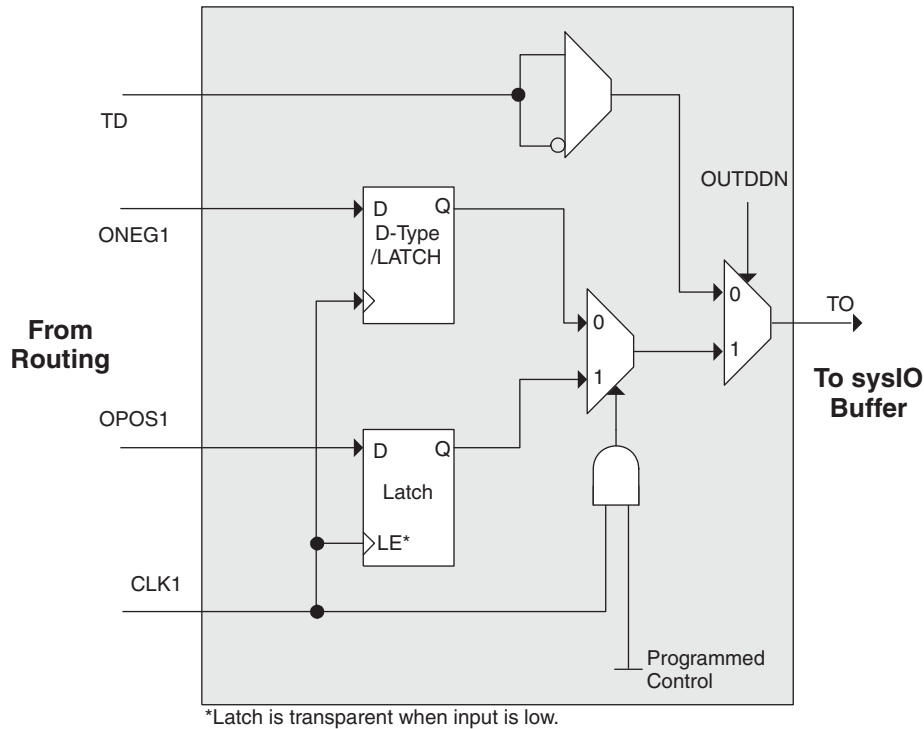 TD
OUTDDN
D Q
ONEG1
D-Type
/LATCH
0
TO
0
From
Routing
1
1
To sysIO
Buffer
OPOS1
D Q
Latch
LE*
CLK1
Programmed
Control
*Latch is transparent when input is low.